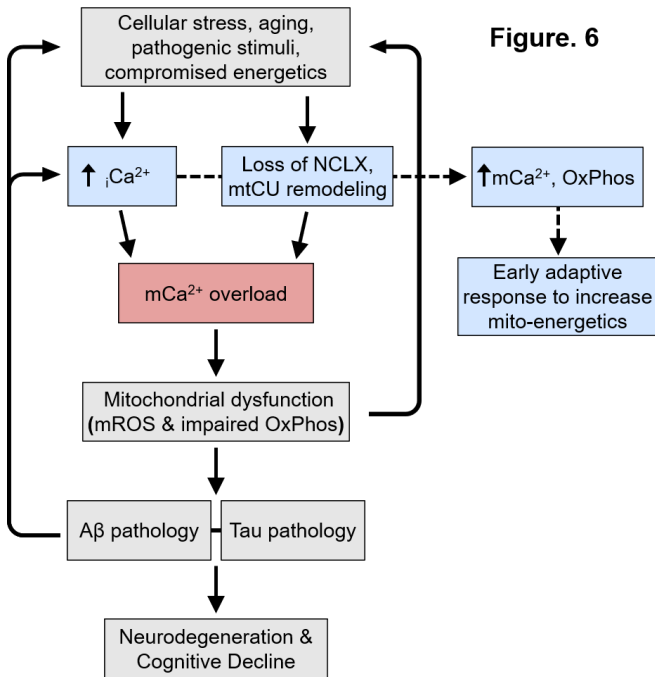 Figure. 6
Cellular stress, aging,
pathogenic stimuli,
compromised energetics
↑ ᵢCa²⁺
Loss of NCLX,
mtCU remodeling
↑mCa²⁺, OxPhos
Early adaptive
response to increase
mito-energetics
mCa²⁺ overload
Mitochondrial dysfunction
(mROS & impaired OxPhos)
Aβ pathology
Tau pathology
Neurodegeneration &
Cognitive Decline